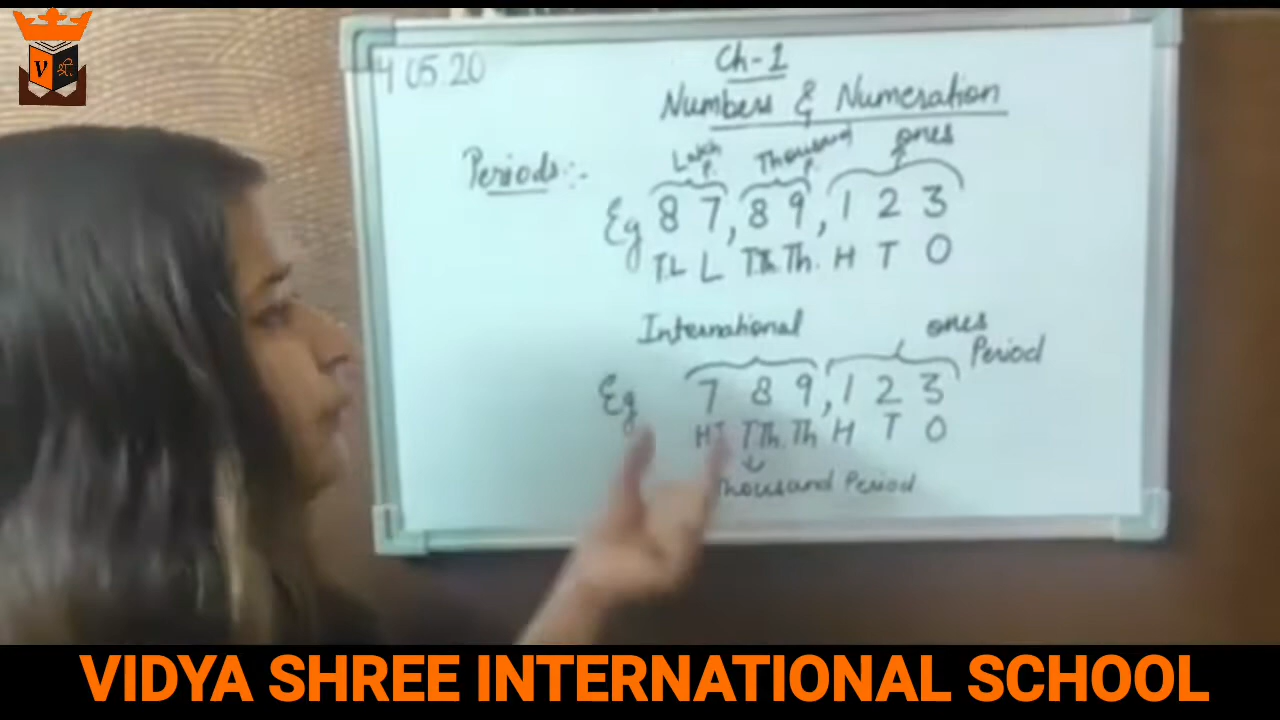 V श्री
4 05.20
Ch-1
Numbers & Numeration
Periods:-
Lakh P. Thousand P. ones
Eg 87,89,123
T.L L T.Th. Th. H T O
International ones Period
Eg 789,123
HT T.Th. Th H T O
Thousand Period
VIDYA SHREE INTERNATIONAL SCHOOL